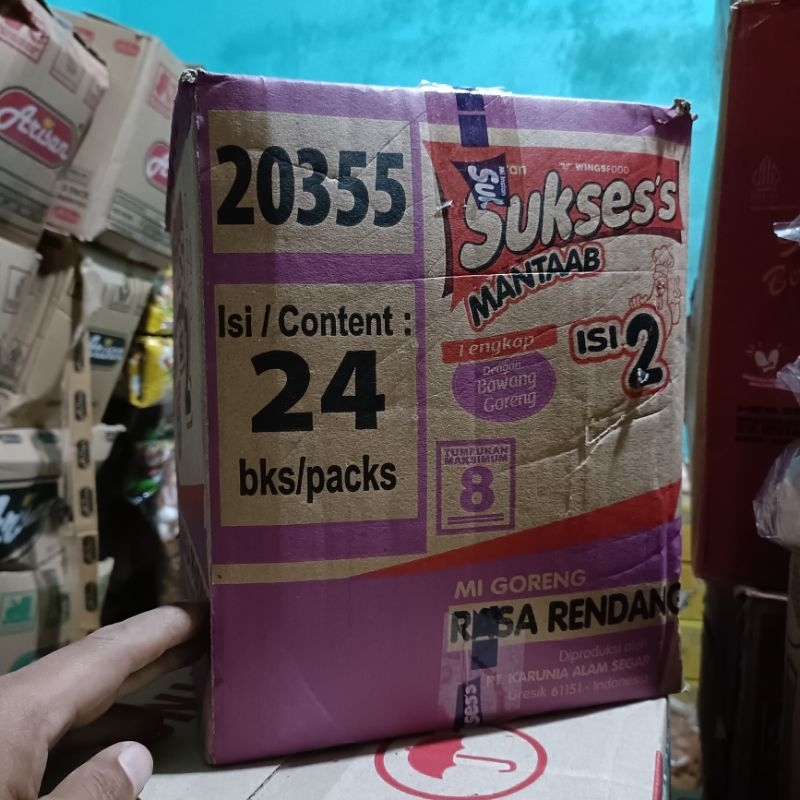 20355
Isi / Content :
24
bks/packs
WINGSFOOD
Sukses's
MANTAAB
ISI 2
Lengkap
Dengan
Bawang
Goreng
TUMPUKAN
MAKSIMUM
8
MI GORENG
RASA RENDANG
Diproduksi oleh
PT. KARUNIA ALAM SEGAR
Gresik 61151 - Indonesia
Arisan